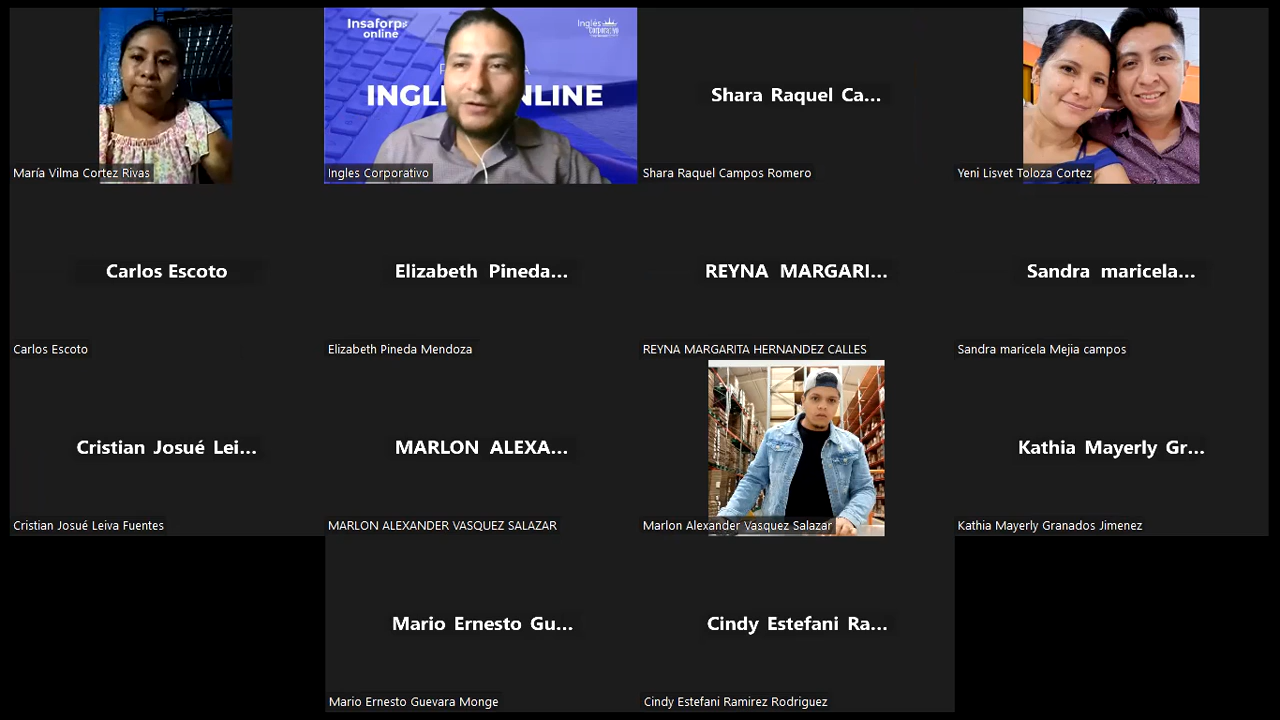 Insaforp
online
Inglés
Corporativo
INGL NLINE
María Vilma Cortez Rivas
Ingles Corporativo
Shara Raquel Ca...
Shara Raquel Campos Romero
Yeni Lisvet Toloza Cortez
Carlos Escoto
Carlos Escoto
Elizabeth Pineda...
Elizabeth Pineda Mendoza
REYNA MARGARI...
REYNA MARGARITA HERNANDEZ CALLES
Sandra maricela...
Sandra maricela Mejia campos
Cristian Josué Lei...
Cristian Josué Leiva Fuentes
MARLON ALEXA...
MARLON ALEXANDER VASQUEZ SALAZAR
Marlon Alexander Vasquez Salazar
Kathia Mayerly Gr...
Kathia Mayerly Granados Jimenez
Mario Ernesto Gu...
Mario Ernesto Guevara Monge
Cindy Estefani Ra...
Cindy Estefani Ramirez Rodriguez